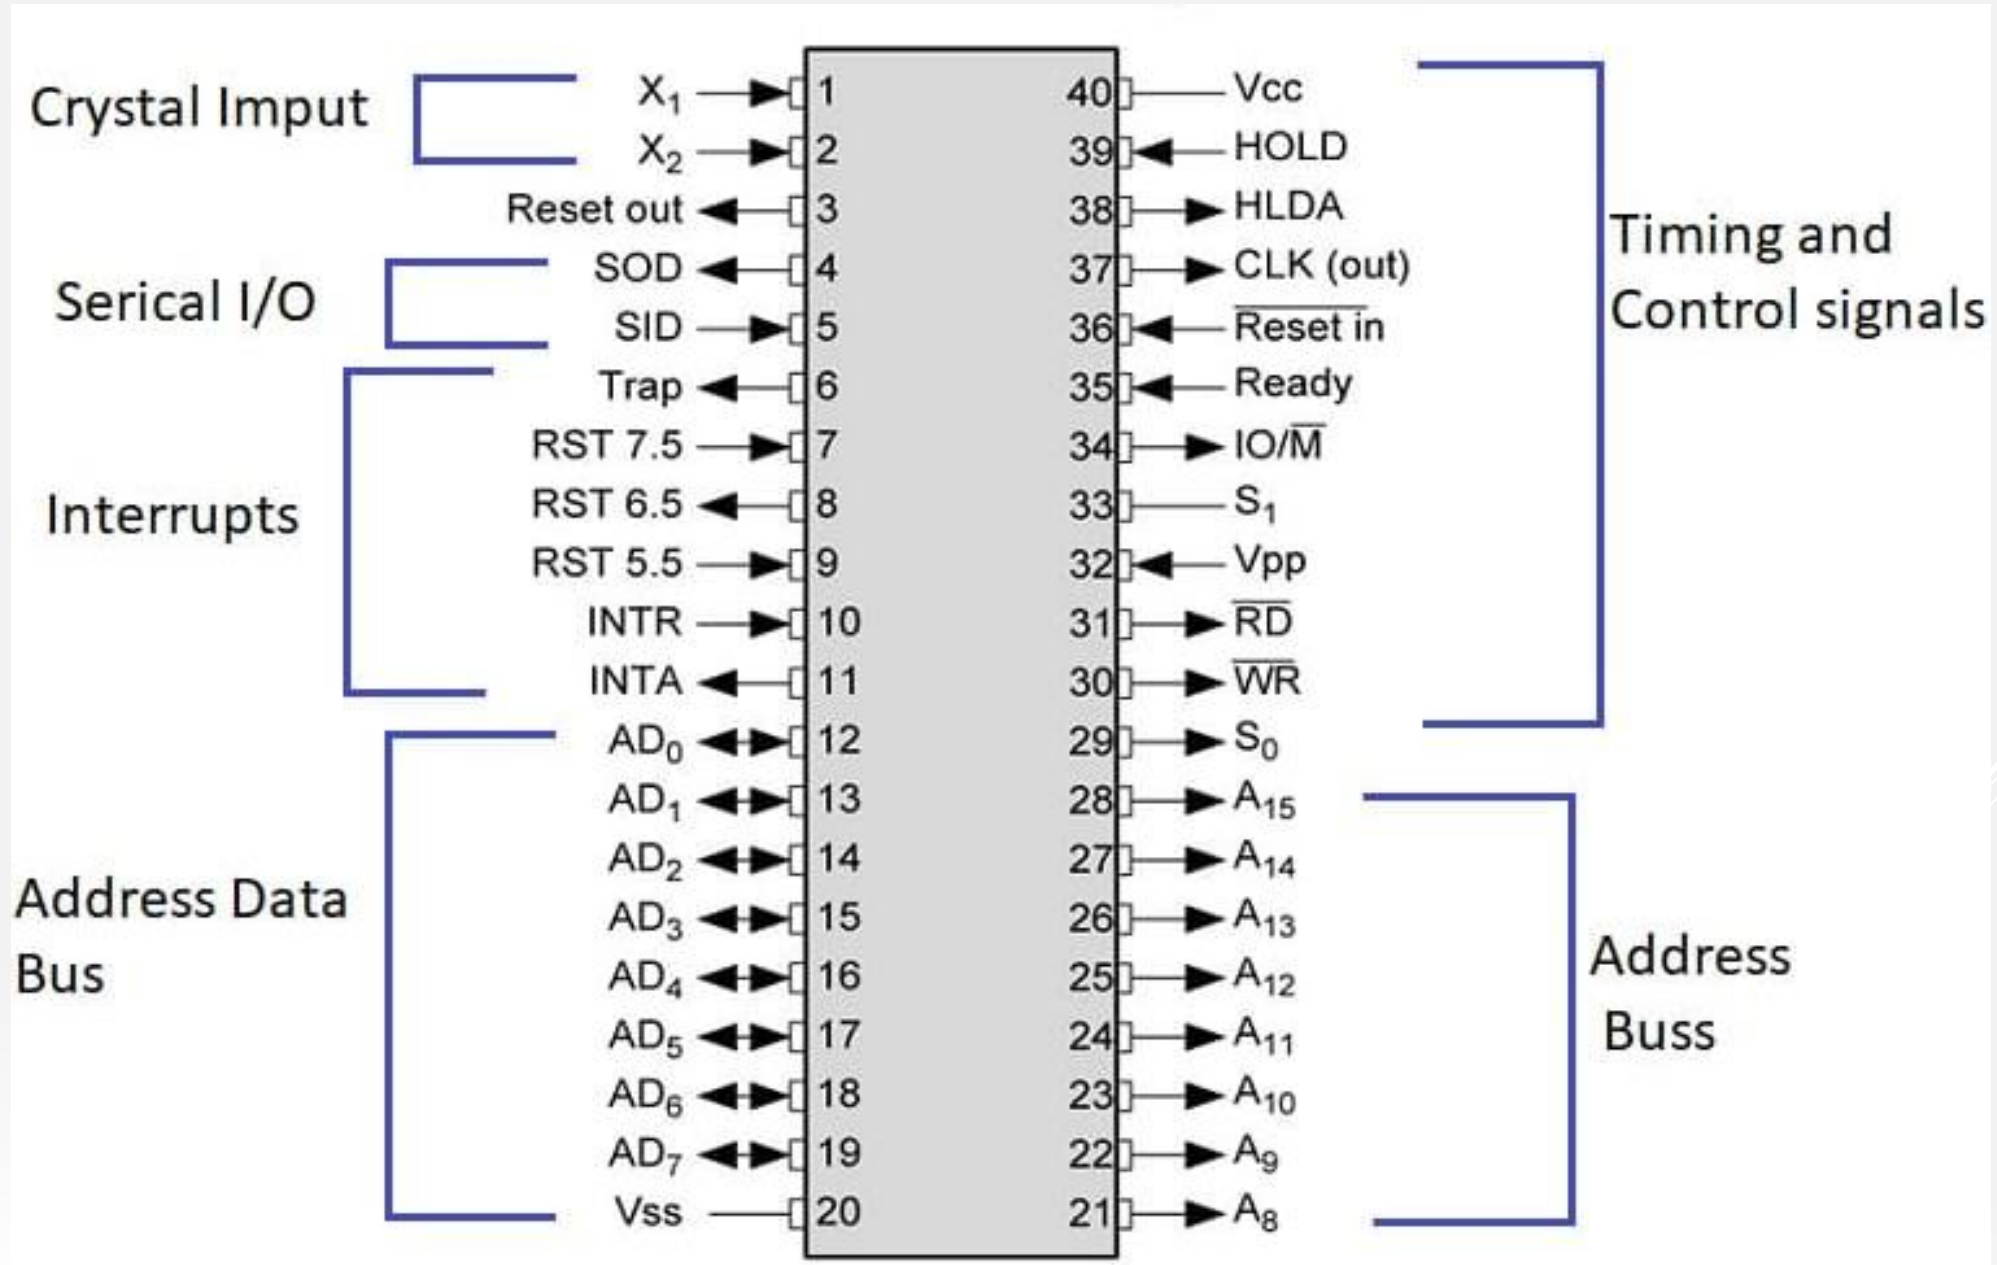 Crystal Imput
Serical I/O
Interrupts
Address Data
Bus
X₁ 1
X₂ 2
Reset out 3
SOD 4
SID 5
Trap 6
RST 7.5 7
RST 6.5 8
RST 5.5 9
INTR 10
INTA 11
AD₀ 12
AD₁ 13
AD₂ 14
AD₃ 15
AD₄ 16
AD₅ 17
AD₆ 18
AD₇ 19
Vss 20
40 Vcc
39 HOLD
38 HLDA
37 CLK (out)
36 R̅e̅s̅e̅t̅ i̅n̅
35 Ready
34 IO/M̅
33 S₁
32 Vpp
31 R̅D̅
30 W̅R̅
29 S₀
28 A₁₅
27 A₁₄
26 A₁₃
25 A₁₂
24 A₁₁
23 A₁₀
22 A₉
21 A₈
Timing and
Control signals
Address
Buss